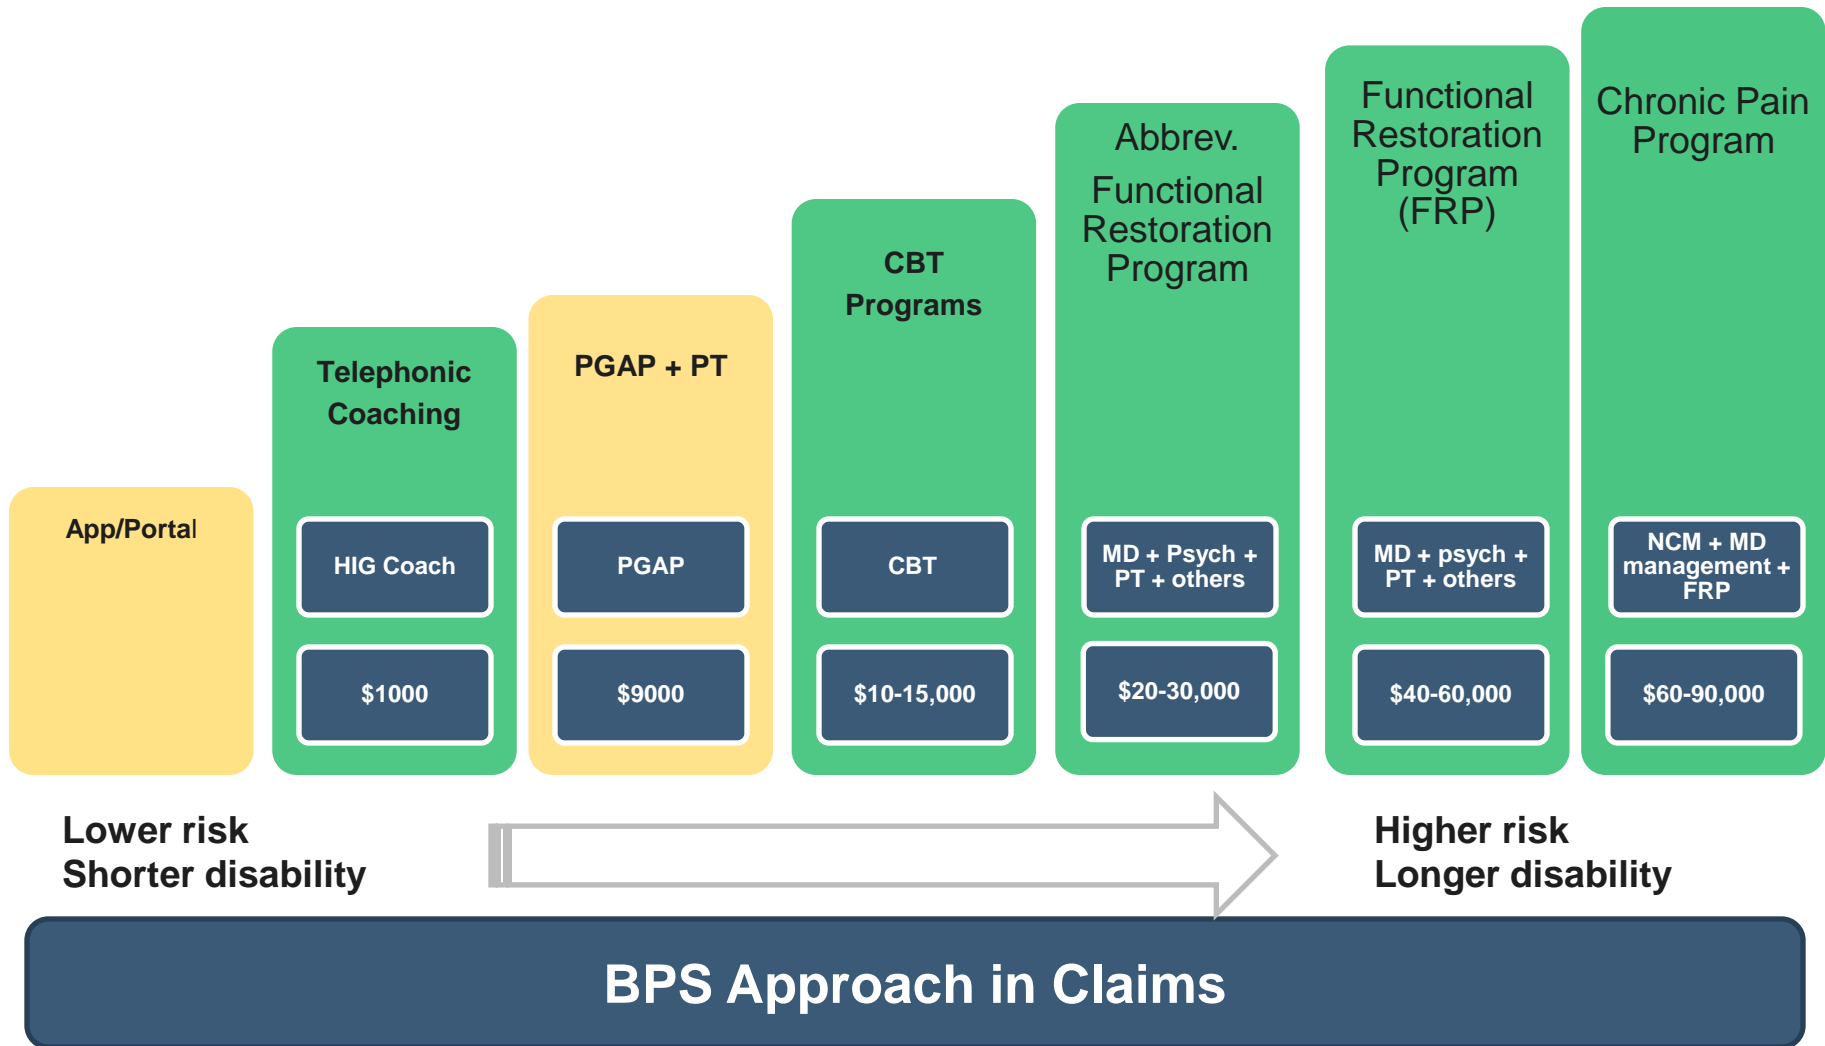 App/Portal
Telephonic
Coaching
HIG Coach
$1000
PGAP + PT
PGAP
$9000
CBT
Programs
CBT
$10-15,000
Abbrev.
Functional
Restoration
Program
MD + Psych +
PT + others
$20-30,000
Functional
Restoration
Program
(FRP)
MD + psych +
PT + others
$40-60,000
Chronic Pain
Program
NCM + MD
management +
FRP
$60-90,000
Lower risk
Shorter disability
Higher risk
Longer disability
BPS Approach in Claims